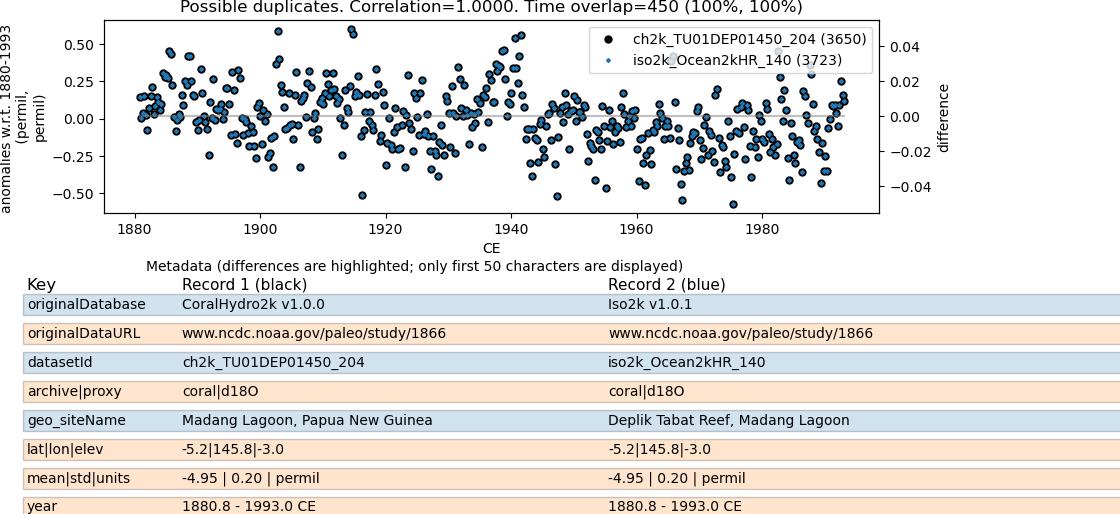 Possible duplicates. Correlation=1.0000. Time overlap=450 (100%, 100%)
anomalies w.r.t. 1880-1993
(permil,
permil)
0.50
0.25
0.00
−0.25
−0.50
ch2k_TU01DEP01450_204 (3650)
iso2k_Ocean2kHR_140 (3723)
0.04
0.02
0.00
−0.02
−0.04
difference
1880 1900 1920 1940 1960 1980
CE
Metadata (differences are highlighted; only first 50 characters are displayed)
Key Record 1 (black) Record 2 (blue)
originalDatabase CoralHydro2k v1.0.0 Iso2k v1.0.1
originalDataURL www.ncdc.noaa.gov/paleo/study/1866 www.ncdc.noaa.gov/paleo/study/1866
datasetId ch2k_TU01DEP01450_204 iso2k_Ocean2kHR_140
archive|proxy coral|d18O coral|d18O
geo_siteName Madang Lagoon, Papua New Guinea Deplik Tabat Reef, Madang Lagoon
lat|lon|elev -5.2|145.8|-3.0 -5.2|145.8|-3.0
mean|std|units -4.95 | 0.20 | permil -4.95 | 0.20 | permil
year 1880.8 - 1993.0 CE 1880.8 - 1993.0 CE